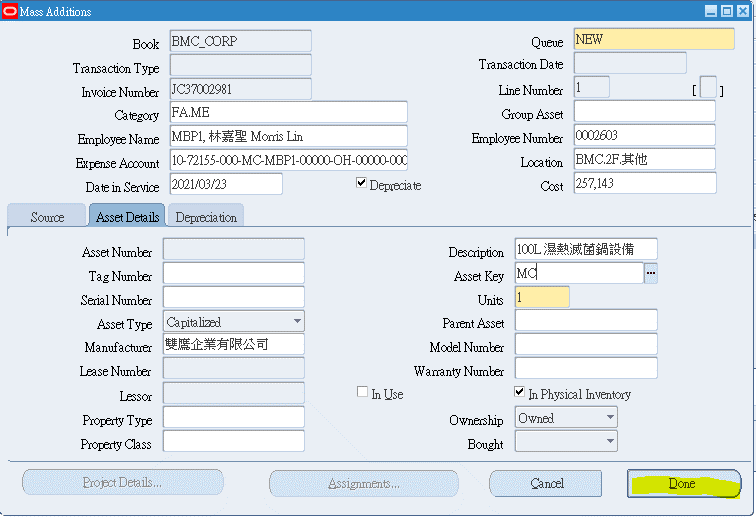 Mass Additions
Book BMC_CORP Queue NEW
Transaction Type Transaction Date
Invoice Number JC37002981 Line Number 1 [ ]
Category FA.ME Group Asset
Employee Name MBP1, 林嘉聖 Morris Lin Employee Number 0002603
Expense Account 10-72155-000-MC-MBP1-00000-OH-00000-000 Location BMC.2F.其他
Date in Service 2021/03/23 Depreciate Cost 257,143
Source Asset Details Depreciation
Asset Number Description 100L 濕熱滅菌鍋設備
Tag Number Asset Key MC ...
Serial Number Units 1
Asset Type Capitalized Parent Asset
Manufacturer 雙鷹企業有限公司 Model Number
Lease Number Warranty Number
Lessor In Use In Physical Inventory
Property Type Ownership Owned
Property Class Bought
Project Details... Assignments... Cancel Done